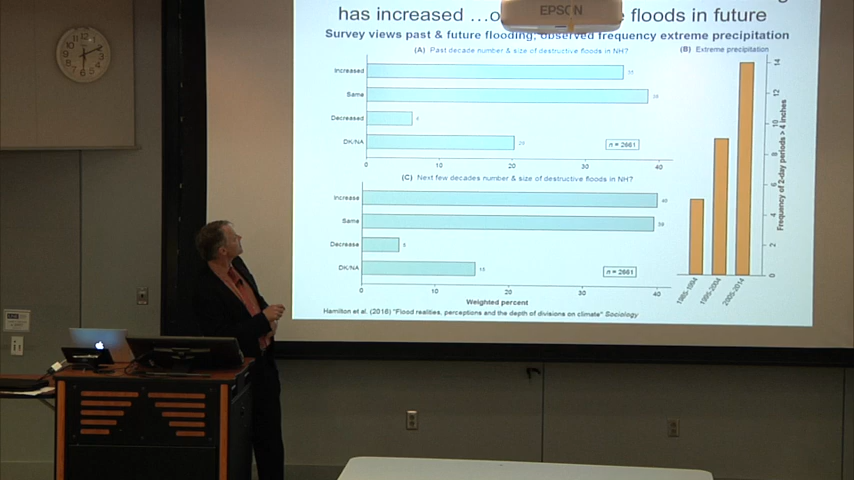 has increased …o
EPSON
floods in future
Survey views past & future flooding; observed frequency extreme precipitation
(A) Past decade number & size of destructive floods in NH?
(B) Extreme precipitation
Increased
Same
Decreased
DK/NA
n = 2661
0 10 20 30 40
(C) Next few decades number & size of destructive floods in NH?
Increase
Same
Decrease
DK/NA
n = 2661
0 10 20 30 40
Weighted percent
0 2 4 6 8 10 12 14
Frequency of 2-day periods > 4 inches
1985-1994
1995-2004
2005-2014
Hamilton et al. (2016) "Flood realities, perceptions and the depth of divisions on climate" Sociology